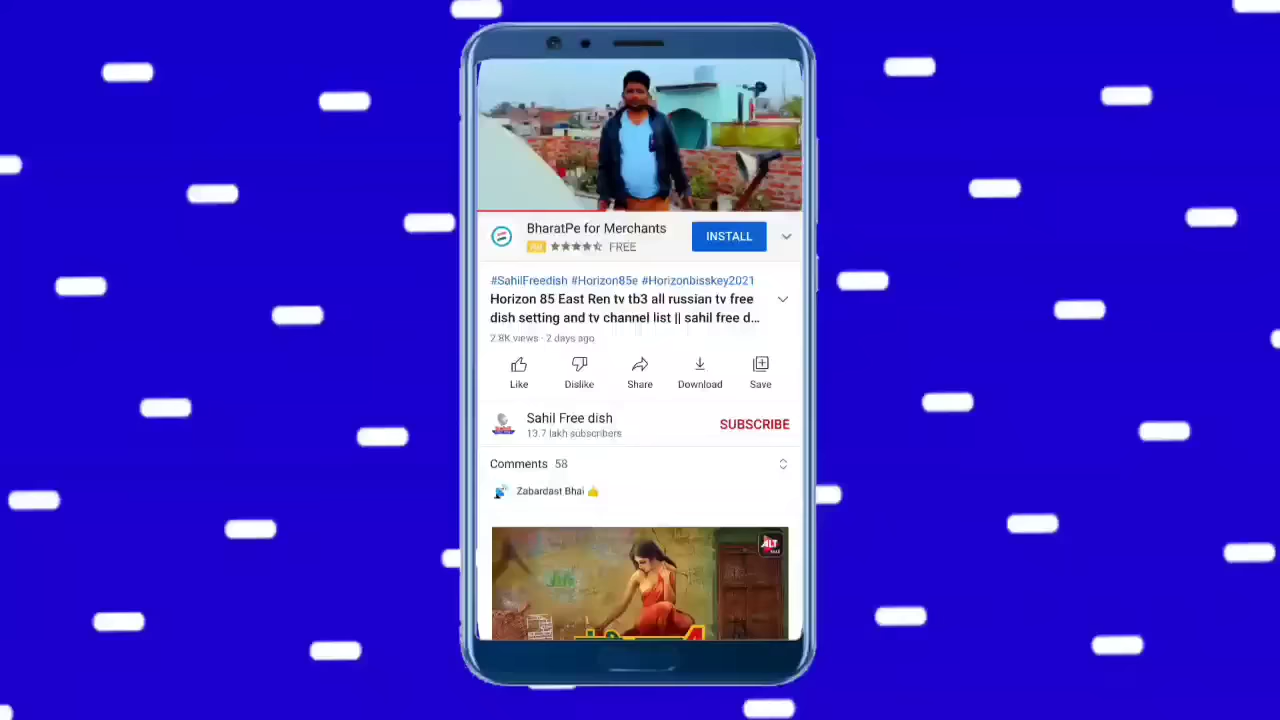 BharatPe for Merchants
Ad
FREE
INSTALL
#SahilFreedish #Horizon85e #Horizonbisskey2021
Horizon 85 East Ren tv tb3 all russian tv free
dish setting and tv channel list || sahil free d...
2.8K views · 2 days ago
Like
Dislike
Share
Download
Save
Sahil Free dish
13.7 lakh subscribers
SUBSCRIBE
Comments 58
Zabardast Bhai
ALT